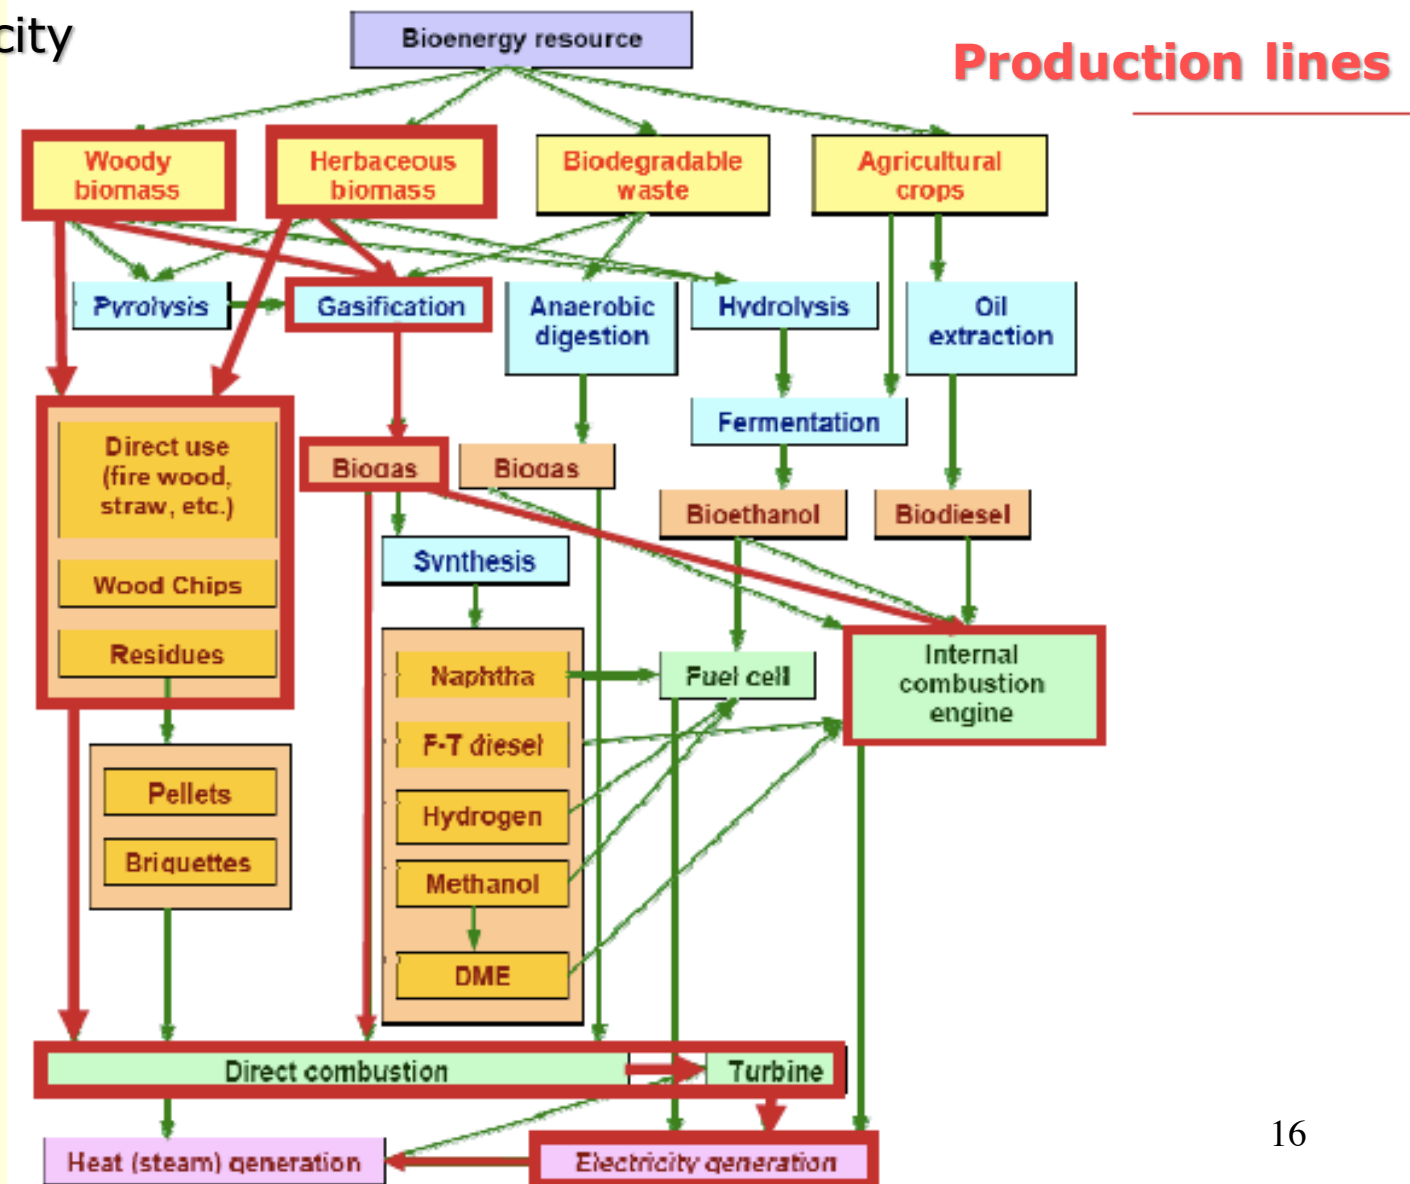 city
Bioenergy resource
Production lines
Woody
biomass
Herbaceous
biomass
Biodegradable
waste
Agricultural
crops
Pyrolysis
Gasification
Anaerobic
digestion
Hydrolysis
Oil
extraction
Fermentation
Direct use
(fire wood,
straw, etc.)
Biogas
Biogas
Bioethanol
Biodiesel
Synthesis
Wood Chips
Residues
Naphtha
Fuel cell
Internal
combustion
engine
F-T diesel
Pellets
Hydrogen
Briquettes
Methanol
DME
Direct combustion
Turbine
Heat (steam) generation
Electricity generation
16